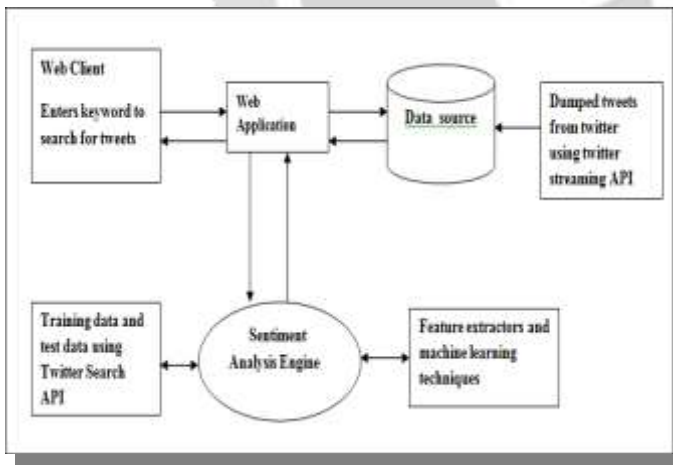 Web Client
Enters keyword to
search for tweets
Web
Application
Data source
Dumped tweets
from twitter
using twitter
streaming API
Training data and
test data using
Twitter Search
API
Sentiment
Analysis Engine
Feature extractors and
machine learning
techniques